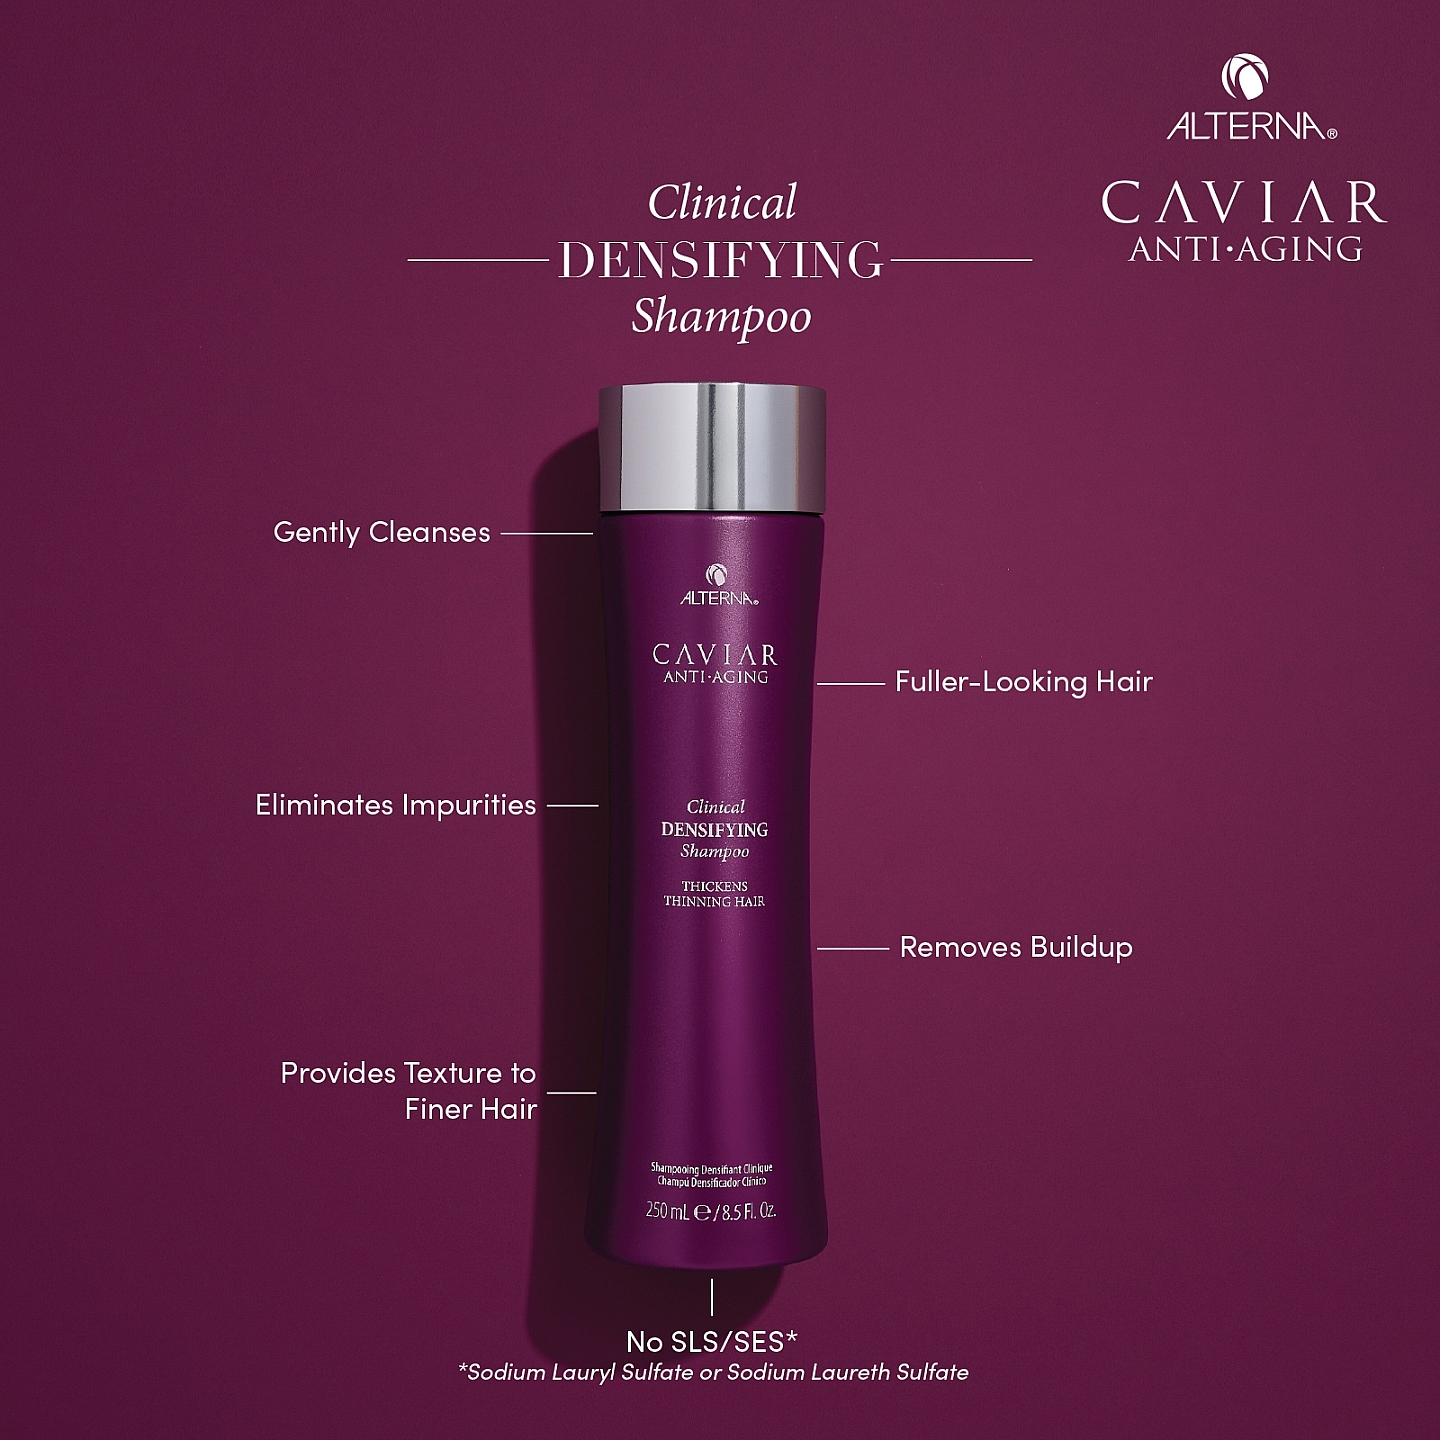 ALTERNA®
CAVIAR
ANTI·AGING
Clinical
DENSIFYING
Shampoo
Gently Cleanses
Eliminates Impurities
Provides Texture to
Finer Hair
ALTERNA®
CAVIAR
ANTI·AGING
Clinical
DENSIFYING
Shampoo
THICKENS
THINNING HAIR
Shampooing Densifiant Clinique
Champú Densificador Clínico
250 mL ℮ / 8.5 Fl. Oz.
Fuller-Looking Hair
Removes Buildup
No SLS/SES*
*Sodium Lauryl Sulfate or Sodium Laureth Sulfate